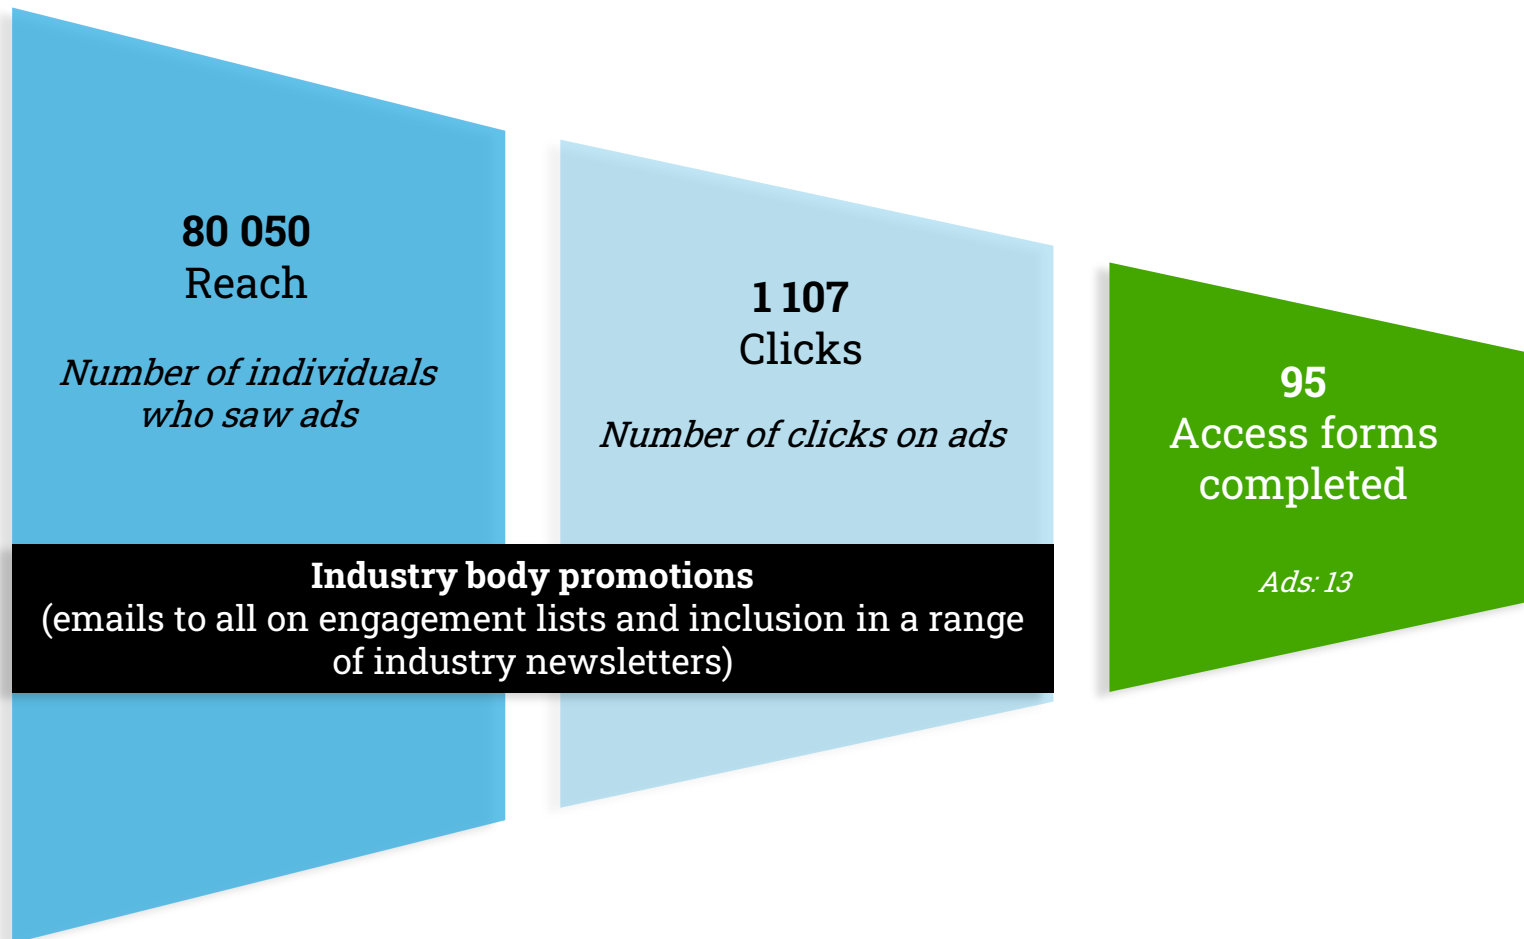 80 050
Reach
Number of individuals
who saw ads
1 107
Clicks
Number of clicks on ads
95
Access forms
completed
Ads: 13
Industry body promotions
(emails to all on engagement lists and inclusion in a range
of industry newsletters)